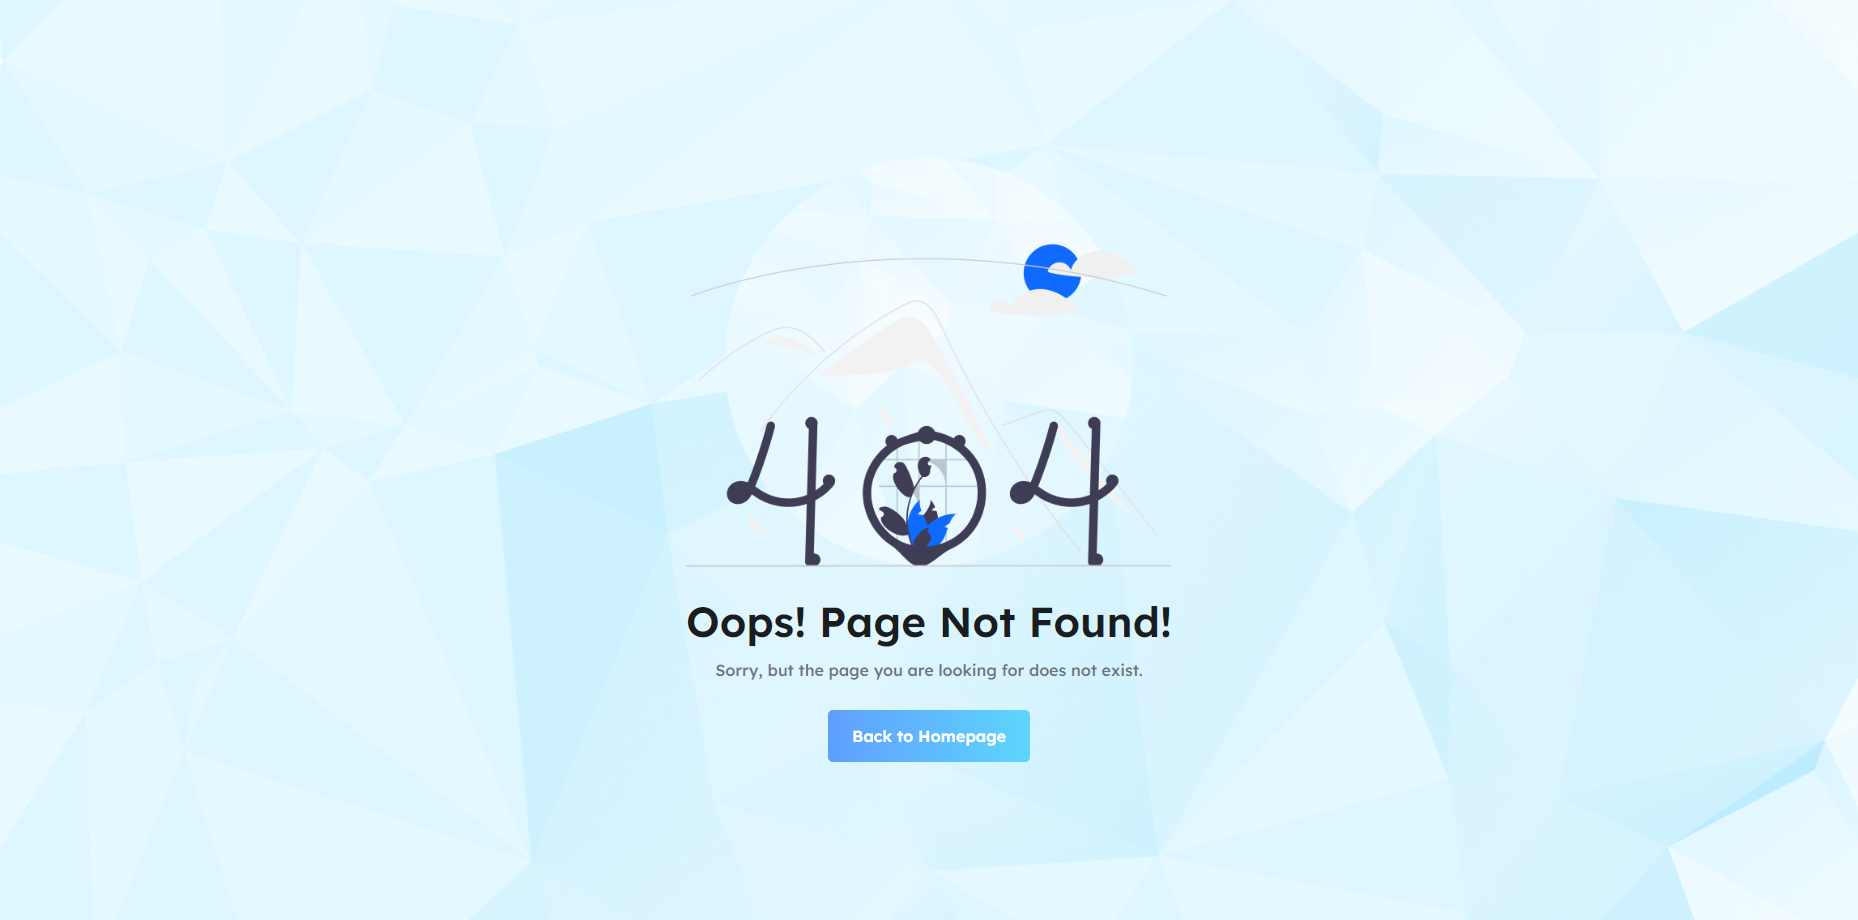 404
Oops! Page Not Found!
Sorry, but the page you are looking for does not exist.
Back to Homepage